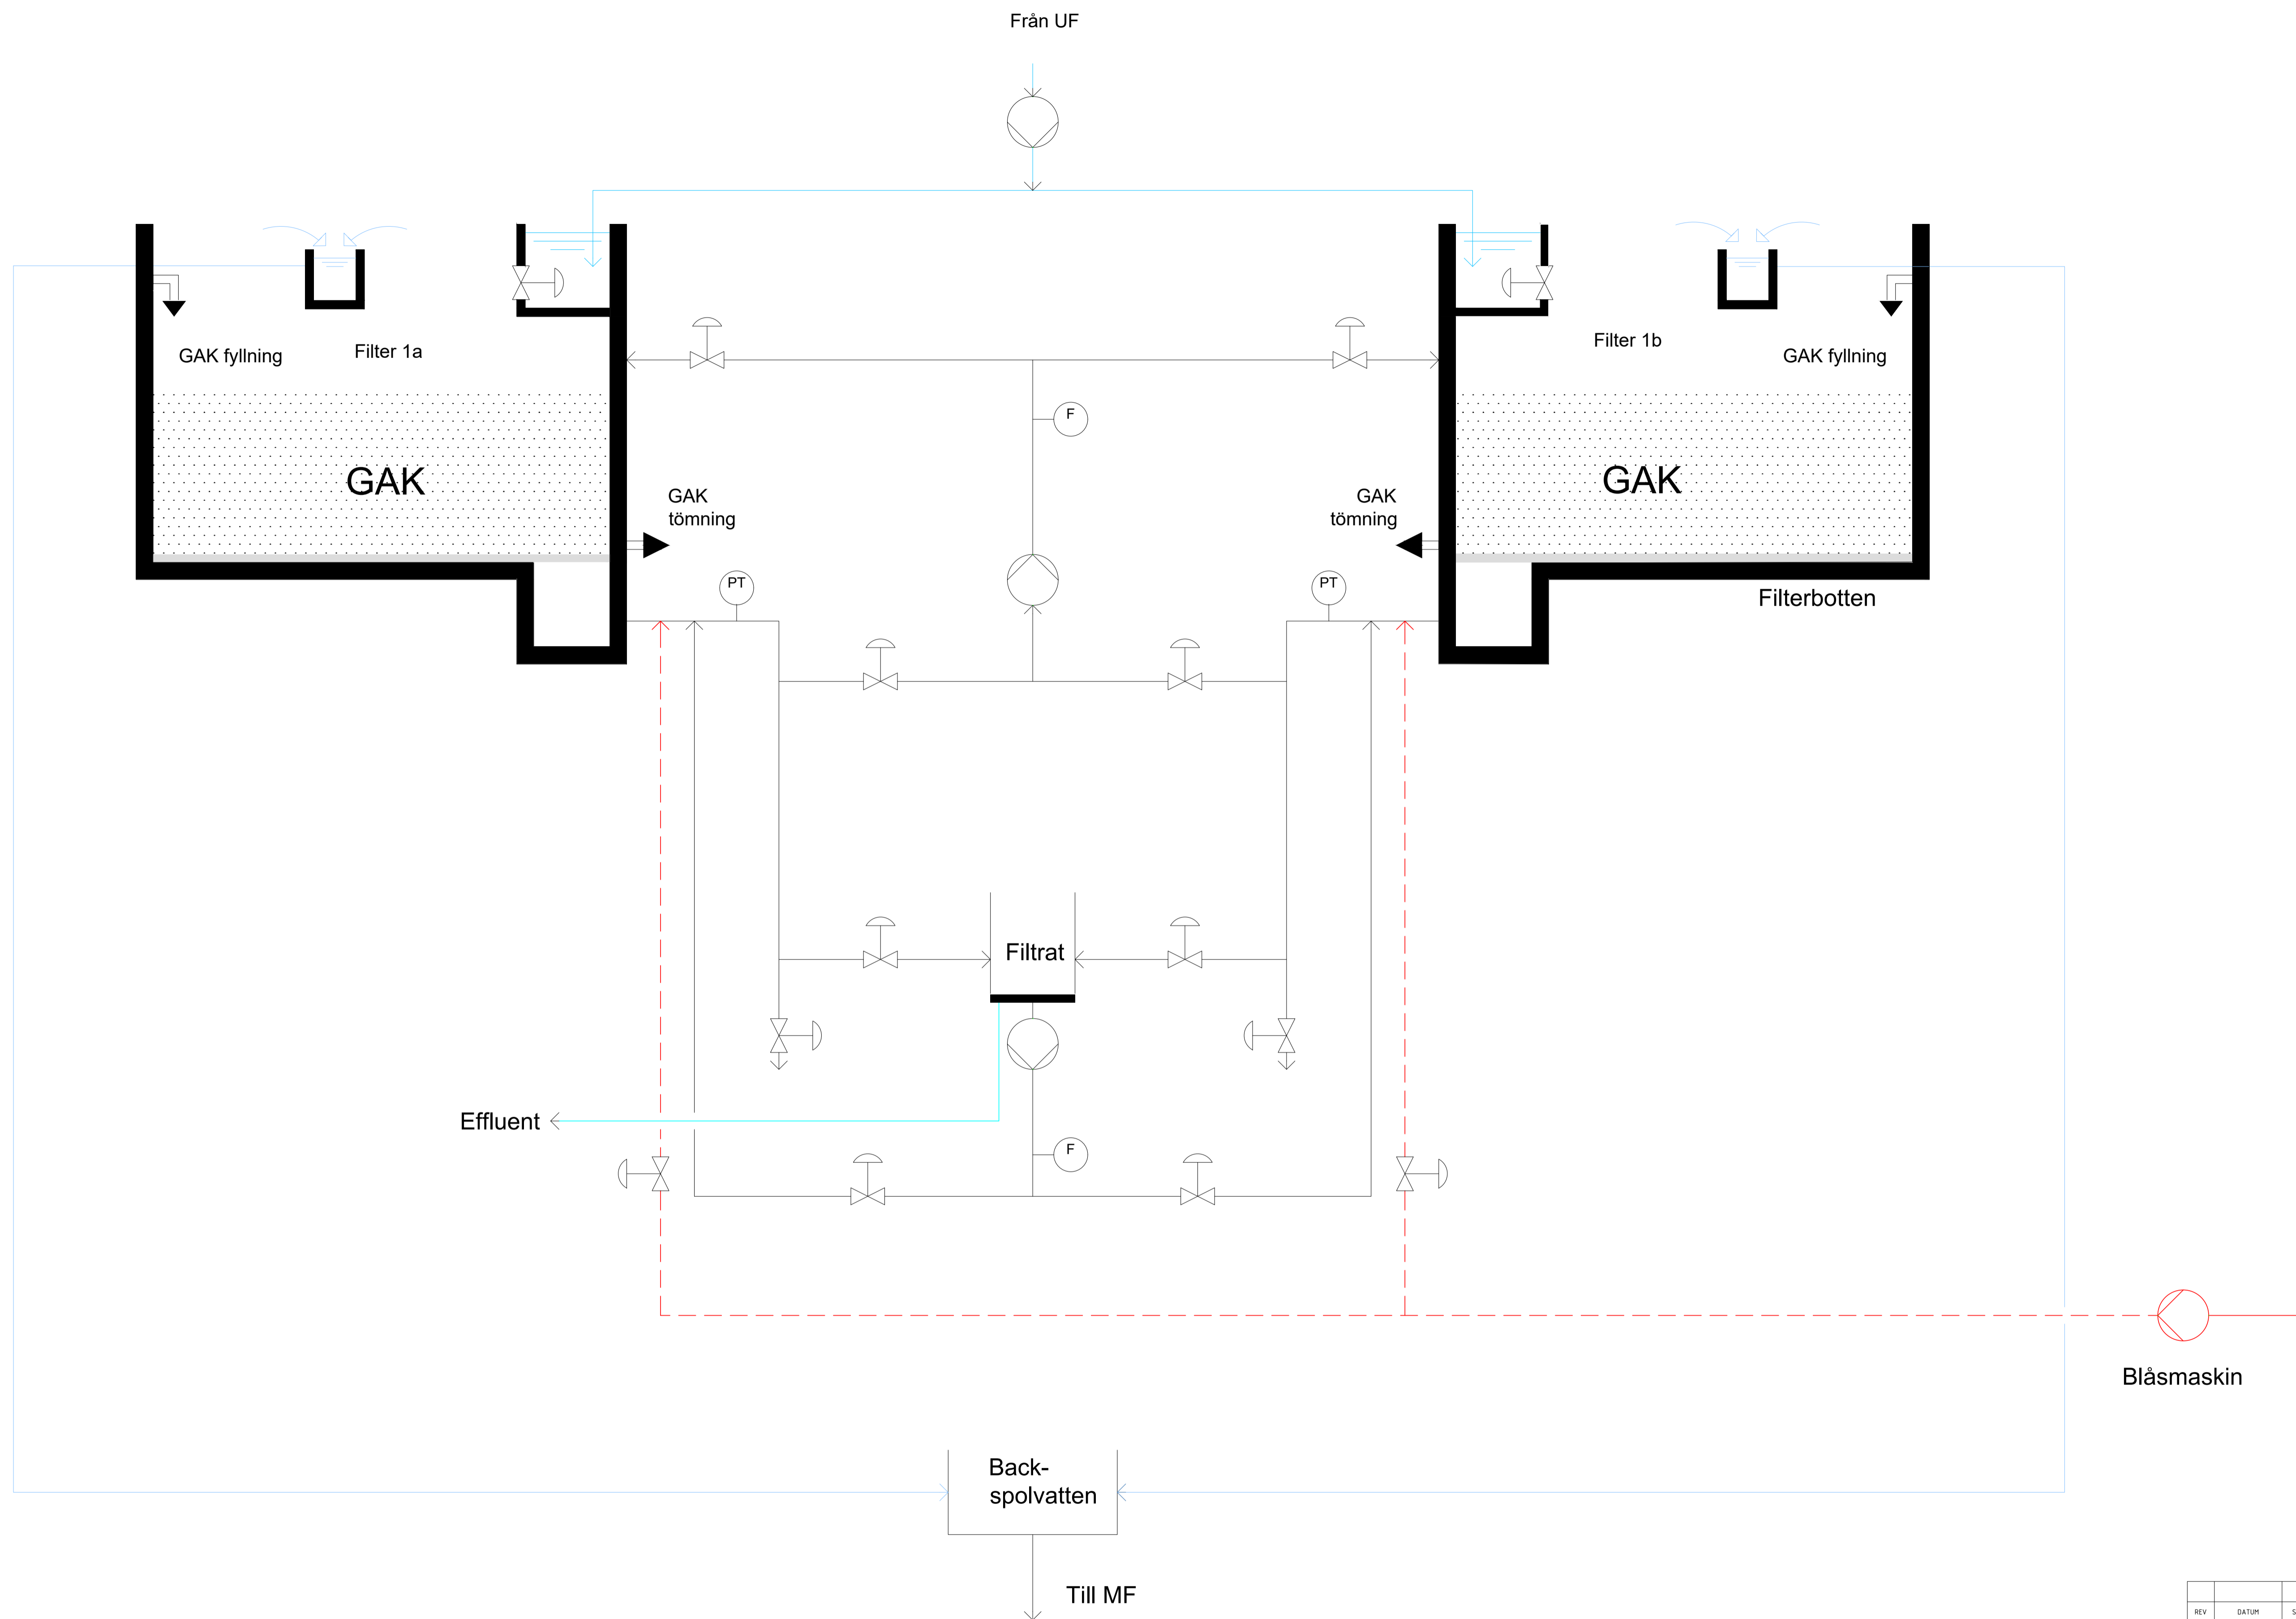 Från UF
GAK fyllning
Filter 1a
Filter 1b
GAK fyllning
F
GAK
GAK
GAK
tömning
GAK
tömning
PT
PT
Filterbotten
Filtrat
Effluent
F
Blåsmaskin
Back-
spolvatten
Till MF
REV
DATUM